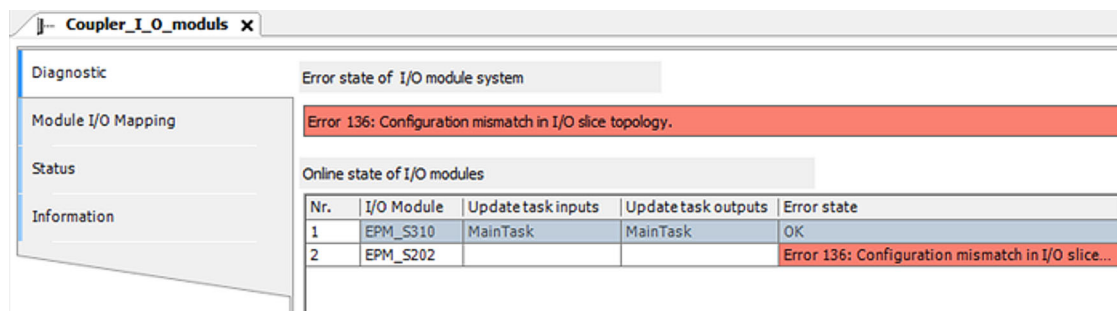 Coupler_I_O_moduls X
Diagnostic
Module I/O Mapping
Status
Information
Error state of I/O module system
Error 136: Configuration mismatch in I/O slice topology.
Online state of I/O modules
Nr. I/O Module Update task inputs Update task outputs Error state
1 EPM_S310 MainTask MainTask OK
2 EPM_S202 Error 136: Configuration mismatch in I/O slice...